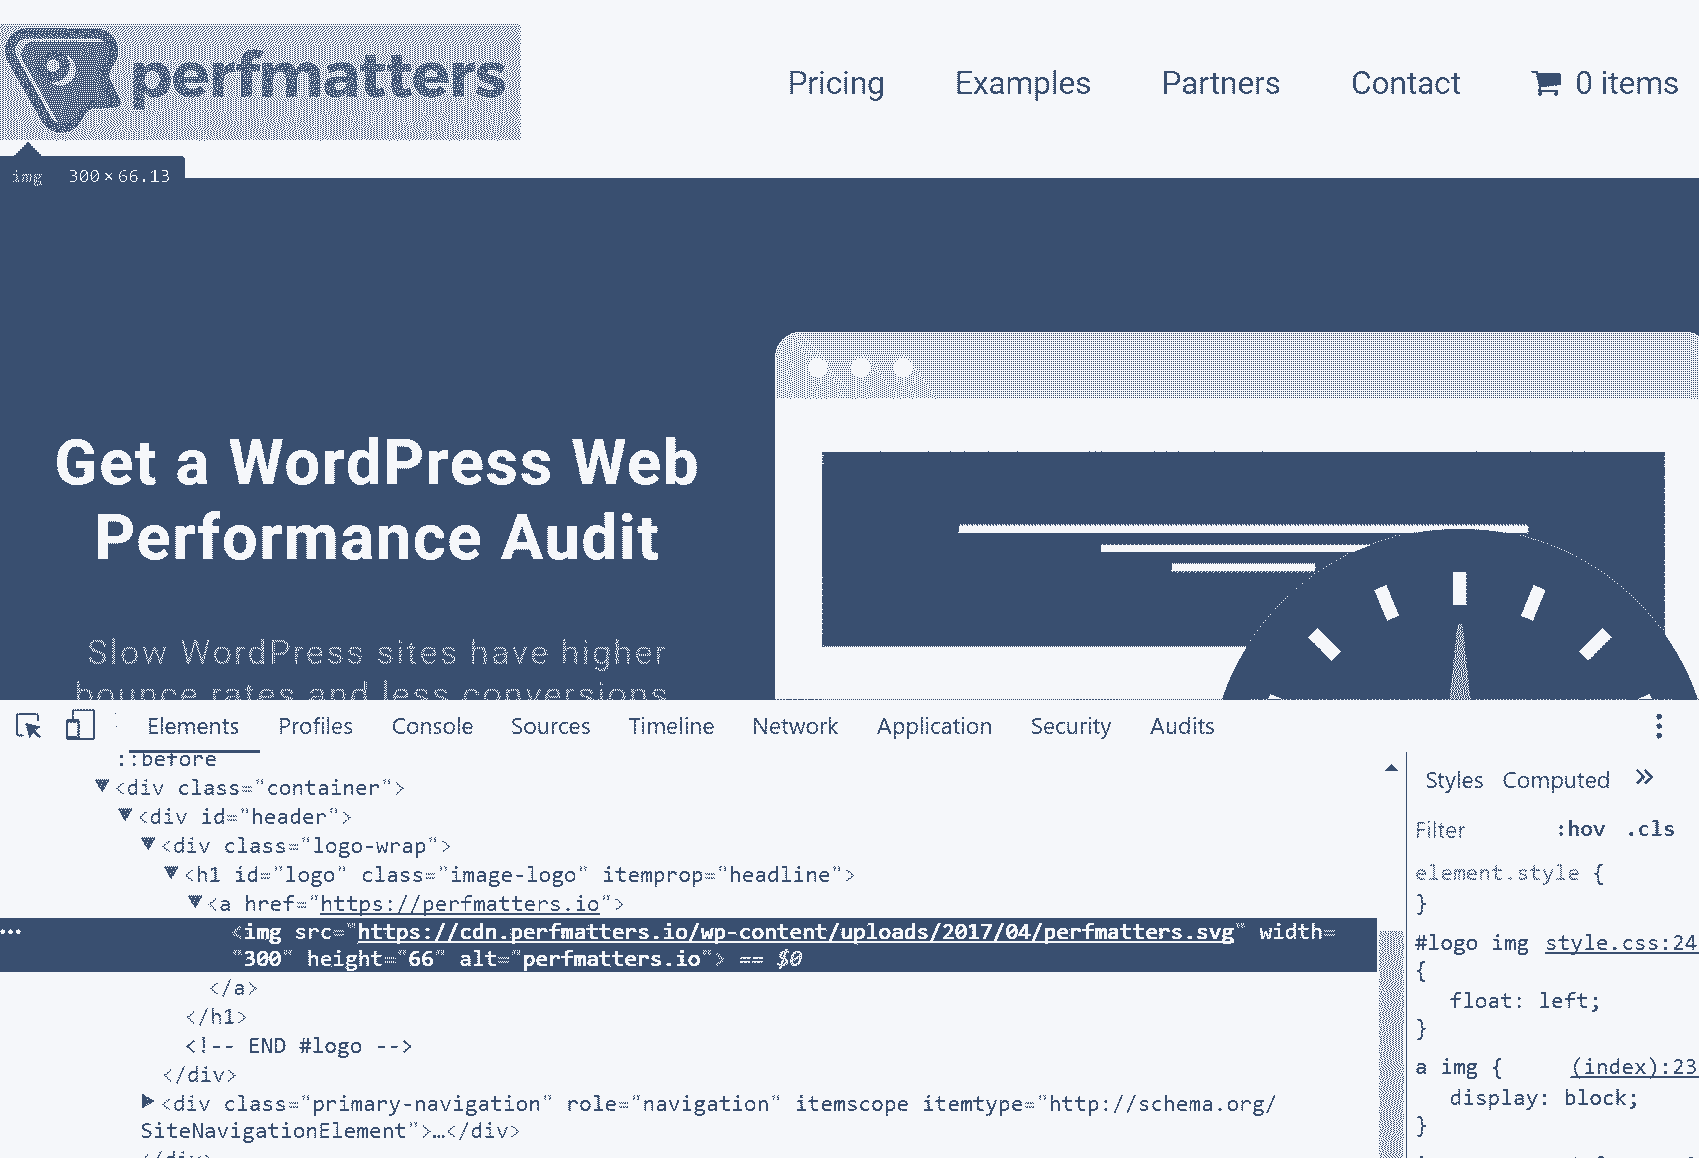 perfmatters
Pricing Examples Partners Contact 0 items
img 300 × 66.13
Get a WordPress Web
Performance Audit
Slow WordPress sites have higher
bounce rates and less conversions
Elements Profiles Console Sources Timeline Network Application Security Audits
::before
<div class="container">
<div id="header">
<div class="logo-wrap">
<h1 id="logo" class="image-logo" itemprop="headline">
<a href="https://perfmatters.io">
<img src="https://cdn.perfmatters.io/wp-content/uploads/2017/04/perfmatters.svg" width=
"300" height="66" alt="perfmatters.io"> == $0
</a>
</h1>
<!-- END #logo -->
</div>
<div class="primary-navigation" role="navigation" itemscope itemtype="http://schema.org/
SiteNavigationElement">…</div>
</div>
Styles Computed »
Filter :hov .cls
element.style {
}
#logo img style.css:24
{
float: left;
}
a img { (index):23
display: block;
}